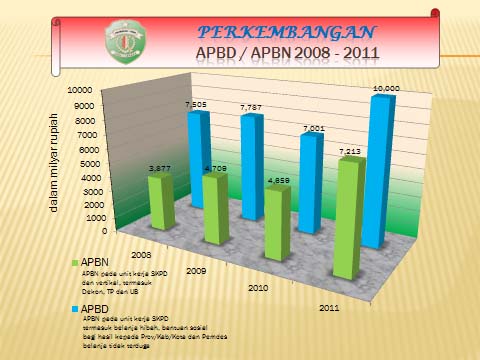 PERKEMBANGAN
APBD / APBN 2008 - 2011
dalam milyar rupiah
10000
9000
8000
7000
6000
5000
4000
3000
2000
1000
0
3,877
7,505
4,709
7,787
4,859
7,001
7,213
10,000
2008
2009
2010
2011
APBN
APBN pada unit kerja SKPD
dan vertikal, termasuk
Dekon, TP dan UB
APBD
APBN pada unit kerja SKPD
termasuk belanja hibah, bantuan sosial
bagi hasil kepada Prov/Kab/Kota dan Pemdes
belanja tidak terduga